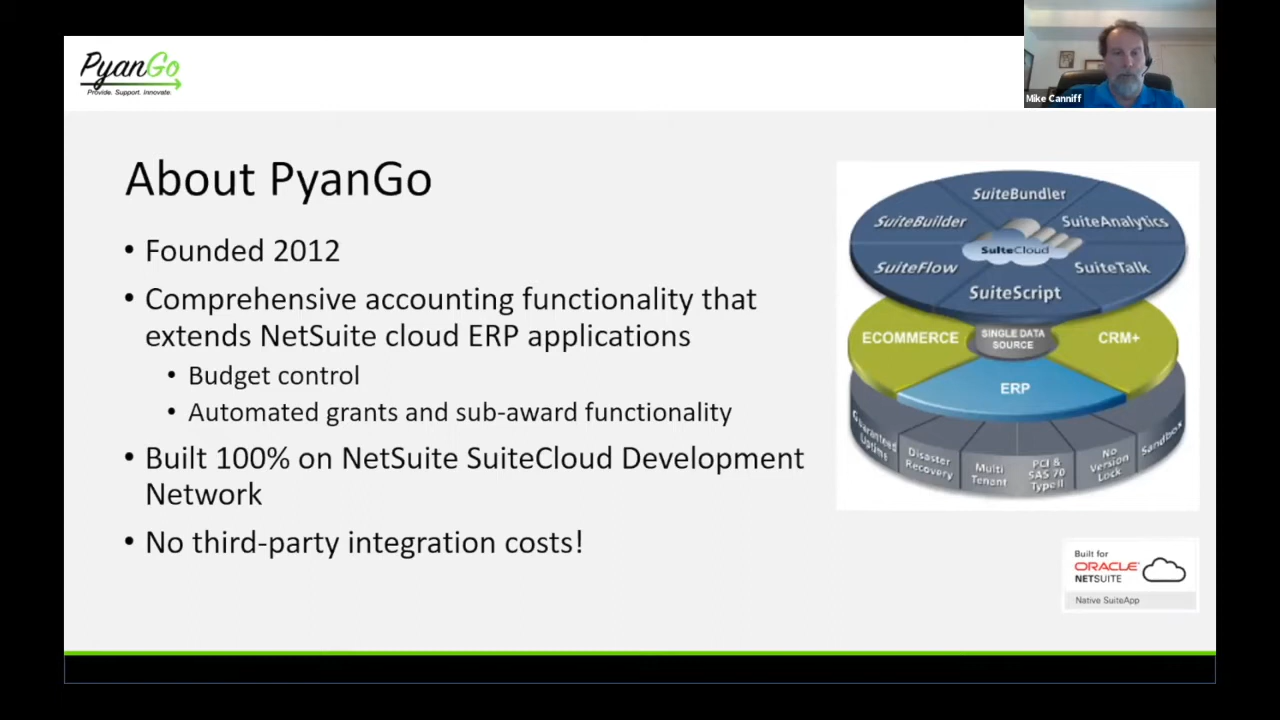 PyanGo
Provide. Support. Innovate.
Mike Canniff
About PyanGo
• Founded 2012
• Comprehensive accounting functionality that
extends NetSuite cloud ERP applications
• Budget control
• Automated grants and sub-award functionality
• Built 100% on NetSuite SuiteCloud Development
Network
• No third-party integration costs!
SuiteBundler
SuiteBuilder
SuiteAnalytics
SuiteCloud
SuiteFlow
SuiteTalk
SuiteScript
ECOMMERCE
SINGLE DATA
SOURCE
CRM+
ERP
Guaranteed
Uptime
Disaster
Recovery
Multi
Tenant
PCI &
SAS 70
Type II
No
Version
Lock
Sandbox
Built for
ORACLE
NETSUITE
Native SuiteApp